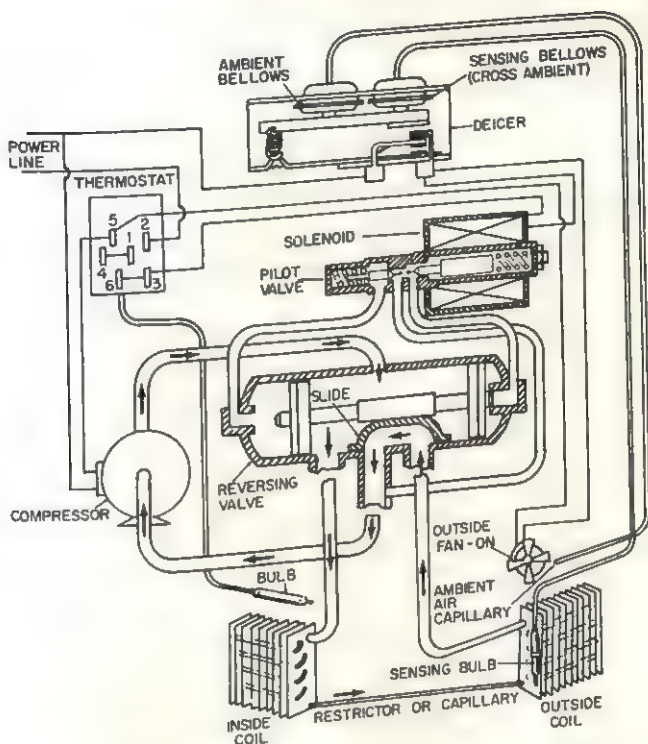 AMBIENT
BELLOWS
SENSING BELLOWS
(CROSS AMBIENT)
DEICER
POWER
LINE
THERMOSTAT
5
2
1
4
6
3
SOLENOID
PILOT
VALVE
SLIDE
REVERSING
VALVE
COMPRESSOR
OUTSIDE
FAN-ON
BULB
AMBIENT
AIR
CAPILLARY
SENSING BULB
INSIDE
COIL
RESTRICTOR OR CAPILLARY
OUTSIDE
COIL